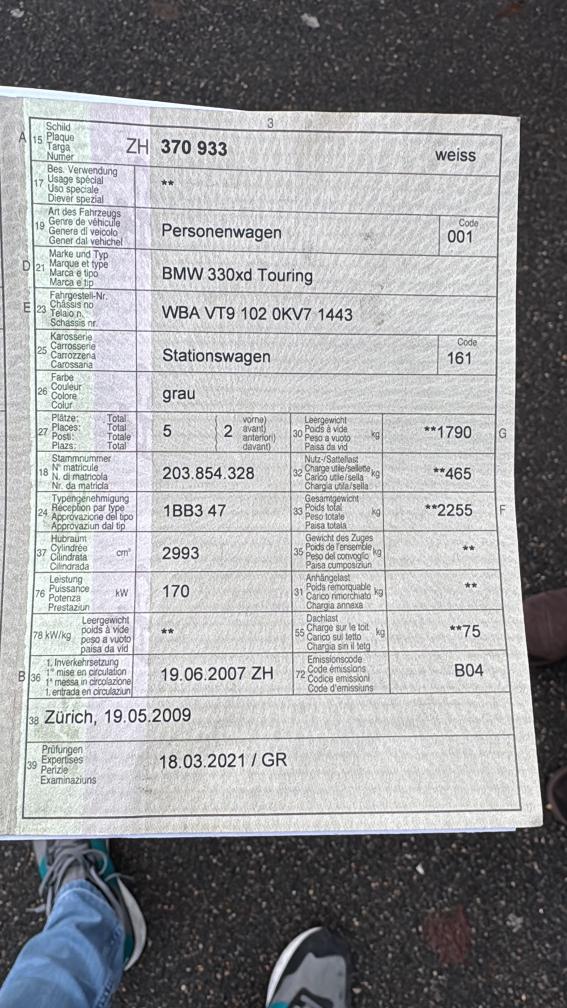 3
A 15 Schild
Plaque
Targa
Numer
ZH 370 933 weiss
17 Bes. Verwendung
Usage spécial
Uso speciale
Diever spezial
**
19 Art des Fahrzeugs
Genre de véhicule
Genere di veicolo
Gener dal vehichel
Personenwagen
Code
001
D 21 Marke und Typ
Marque et type
Marca e tipo
Marca e tip
BMW 330xd Touring
E 23 Fahrgestell-Nr.
Châssis no
Telaio n.
Schassis nr.
WBA VT9 102 0KV7 1443
25 Karosserie
Carrosserie
Carrozzeria
Carossaria
Stationswagen
Code
161
26 Farbe
Couleur
Colore
Colur
grau
27 Plätze: Total
Places: Total
Posti: Totale
Plazs: Total
5 2 vorne)
avant)
anteriori)
davant)
30 Leergewicht
Poids à vide
Peso a vuoto
Paisa da vid
kg **1790 G
18 Stammnummer
N° matricule
N. di matricola
Nr. da matricla
203.854.328
32 Nutz-/Sattellast
Charge utile/sellette
Carico utile/sella
Chargia utila/sella
kg **465
24 Typengenehmigung
Réception par type
Approvazione del tipo
Approvaziun dal tip
1BB3 47
33 Gesamtgewicht
Poids total
Peso totale
Paisa totala
kg **2255 F
37 Hubraum
Cylindrée
Cilindrata
Cilindrada
cm³ 2993
35 Gewicht des Zuges
Poids de l'ensemble
Peso del convoglio
Paisa cumposiziun
kg **
76 Leistung
Puissance
Potenza
Prestaziun
kW 170
31 Anhängelast
Poids remorquable
Carico rimorchiato
Chargia annexa
kg **
78 kW/kg Leergewicht
poids à vide
peso a vuoto
paisa da vid
**
55 Dachlast
Charge sur le toit
Carico sul tetto
Chargia sin il tetg
kg **75
B 36 1. Inverkehrsetzung
1re mise en circulation
1a messa in circolazione
1. entrada en circulaziun
19.06.2007 ZH
72 Emissionscode
Code émissions
Codice emissioni
Code d'emissiuns
B04
38 Zürich, 19.05.2009
39 Prüfungen
Expertises
Perizie
Examinaziuns
18.03.2021 / GR